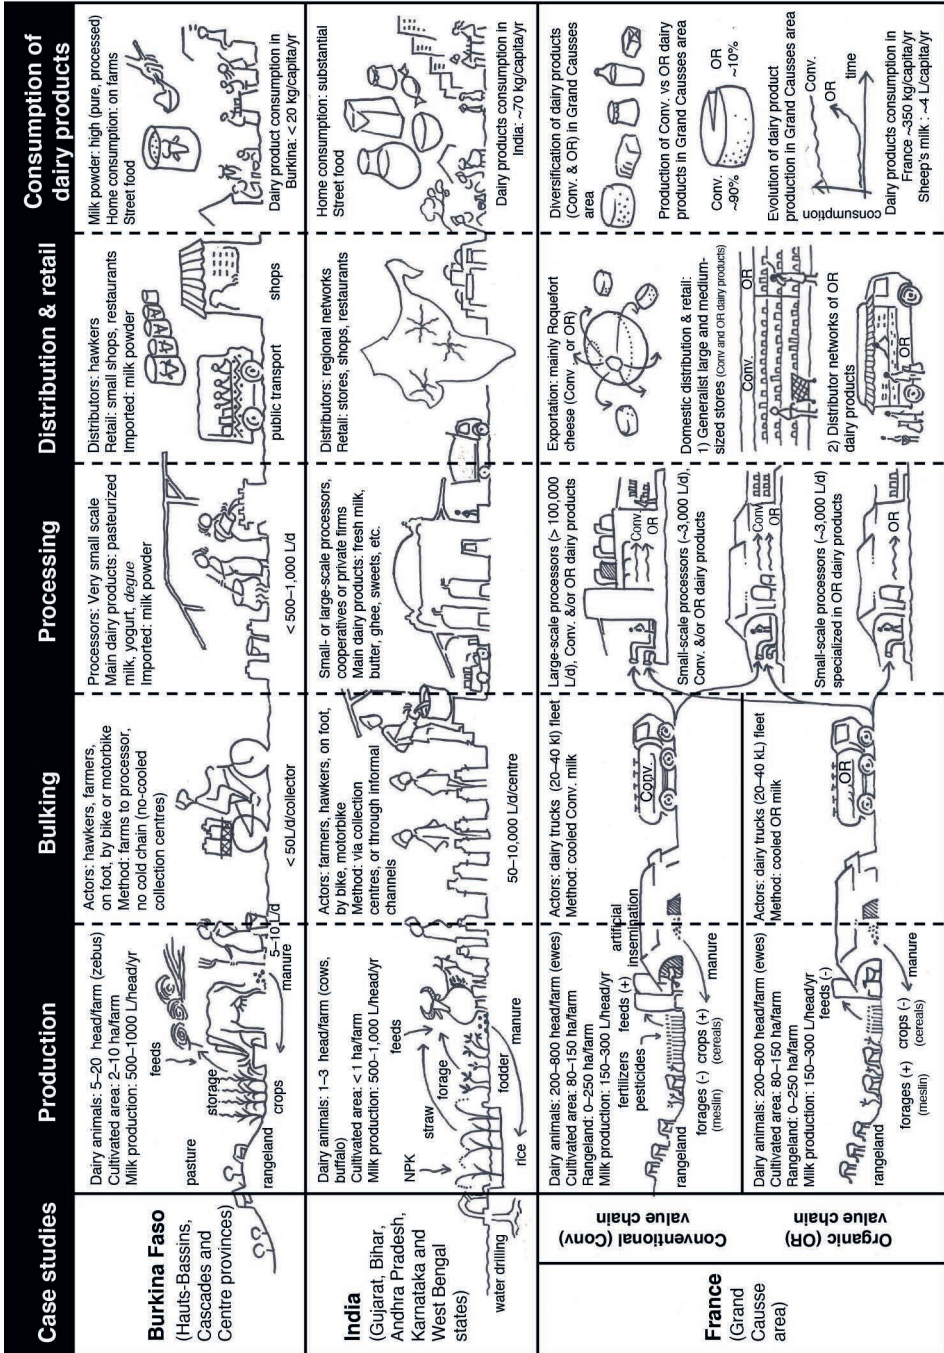 Case studies
Production
Bulking
Processing
Distribution & retail
Consumption of
dairy products
Burkina Faso
(Hauts-Bassins,
Cascades and
Centre provinces)
Dairy animals: 5–20 head/farm (zebus)
Cultivated area: 2–10 ha/farm
Milk production: 500–1000 L/head/yr
pasture
feeds
storage
rangeland
crops
manure
5–10L/d
Actors: hawkers, farmers,
on foot, by bike or motorbike
Method: farms to processor,
no cold chain (no-cooled
collection centres)
<50L/d/collector
Processors: Very small scale
Main dairy products: pasteurized
milk, yogurt, degue
Imported: milk powder
<500–1,000 L/d
Distributors: hawkers
Retail: small shops, restaurants
Imported: milk powder
public transport
shops
Milk powder: high (pure, processed)
Home consumption: on farms
Street food
Dairy product consumption in
Burkina: <20 kg/capita/yr
India
(Gujarat, Bihar,
Andhra Pradesh,
Karnataka and
West Bengal
states)
water drilling
Dairy animals: 1–3 head/farm (cows,
buffalo)
Cultivated area: <1 ha/farm
Milk production: 500–1,000 L/head/yr
NPK
straw
feeds
forage
rice
fodder
manure
Actors: farmers, hawkers, on foot,
by bike, motorbike
Method: via collection
centres, or through informal
channels
50–10,000 L/d/centre
Small- or large-scale processors,
cooperatives or private firms
Main dairy products: fresh milk,
butter, ghee, sweets, etc.
Distributors: regional networks
Retail: stores, shops, restaurants
Home consumption: substantial
Street food
Dairy products consumption in
India: ~70 kg/capita/yr
France
(Grand
Causse
area)
Conventional (Conv)
value chain
Dairy animals: 200–800 head/farm (ewes)
Cultivated area: 80–150 ha/farm
Rangeland: 0–250 ha/farm
Milk production: 150–300 L/head/yr
fertilizers
pesticides
feeds (+)
artificial
Insemination
rangeland
forages (-)
(meslin)
crops (+)
(cereals)
manure
Actors: dairy trucks (20–40 kl) fleet
Method: cooled Conv. milk
Conv.
Organic (OR)
value chain
Dairy animals: 200–800 head/farm (ewes)
Cultivated area: 80–150 ha/farm
Rangeland: 0–250 ha/farm
Milk production: 150–300 L/head/yr
feeds (-)
rangeland
forages (+)
(meslin)
crops (-)
(cereals)
manure
Actors: dairy trucks (20–40 kL) fleet
Method: cooled OR milk
OR
Large-scale processors (> 100,000
L/d), Conv. &/or OR dairy products
Conv.
OR
Small-scale processors (~3,000 L/d)
Conv. &/or OR dairy products
Conv.
OR
Small-scale processors (~3,000 L/d)
specialized in OR dairy products
OR
Exportation: mainly Roquefort
cheese (Conv. or OR)
Domestic distribution & retail:
1) Generalist large and medium-
sized stores (Conv and OR dairy products)
Conv.
OR
2) Distributor networks of OR
dairy products
OR
Diversification of dairy products
(Conv. & OR) in Grand Causses
area
Production of Conv. vs OR dairy
products in Grand Causses area
Conv.
~90%
OR
~10%
Evolution of dairy product
production in Grand Causses area
consumption
Conv.
OR
time
Dairy products consumption in
France ~350 kg/capita/yr
Sheep's milk : ~4 L/capita/yr